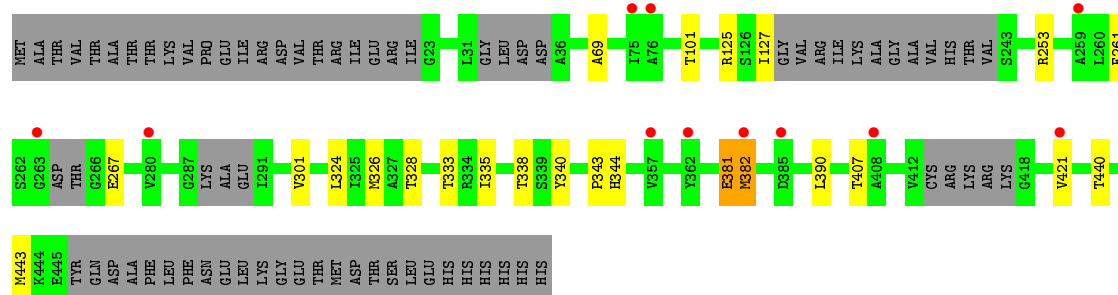 MET ALA THR VAL THR ALA THR THR LYS VAL PRO GLU ILE ARG ASP VAL THR ARG ILE GLU ARG ILE G23 L31 GLY LEU ASP ASP A36 A69 I75 A76 T101 R125 S126 I127 GLY VAL ARG ILE LYS ALA GLY ALA VAL HIS THR VAL S243 R253 A259 L260 E261
S262 G263 ASP THR G266 E267 V280 G287 LYS ALA GLU I291 V301 L324 I325 M326 A327 T328 T333 R334 I335 T338 S339 Y340 P343 H344 V357 Y362 E381 M382 D385 L390 T407 A408 V412 CYS ARG LYS ARG LYS G418 V421 T440
M443 K444 E445 TYR GLN ASP ALA PHE LEU PHE ASN GLU LEU LYS GLY GLU THR MET ASP THR SER LEU GLU HIS HIS HIS HIS HIS HIS